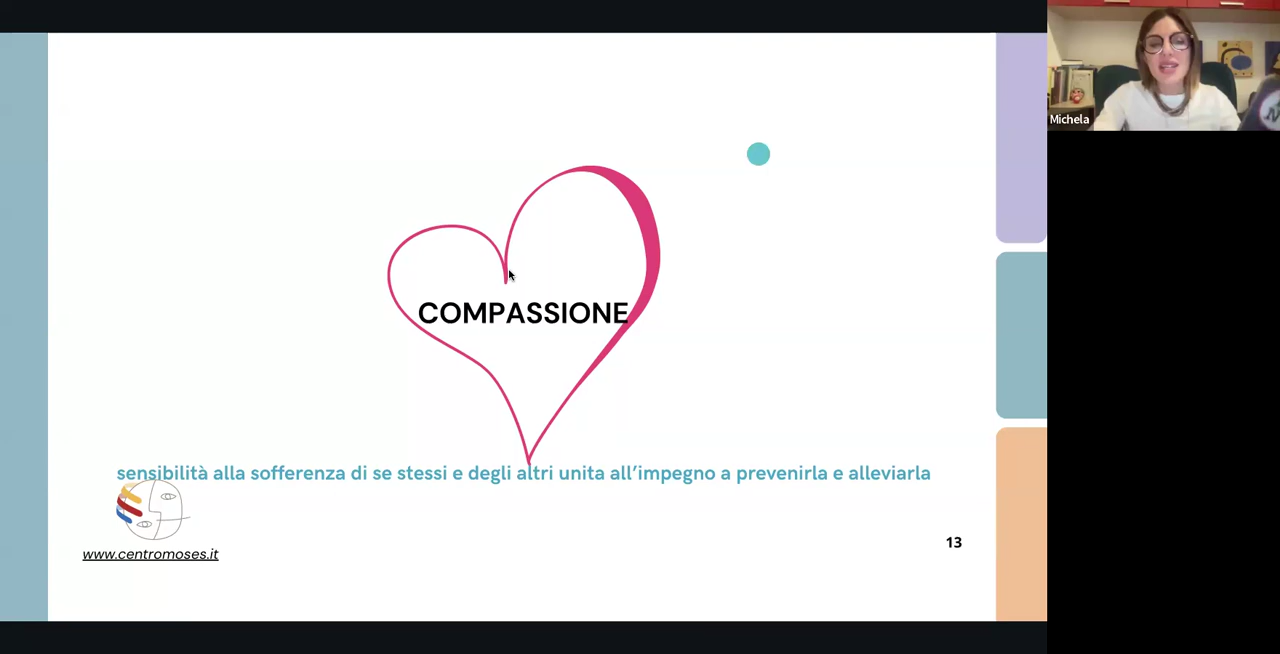 Michela
COMPASSIONE
sensibilità alla sofferenza di se stessi e degli altri unita all’impegno a prevenirla e alleviarla
www.centromoses.it
13